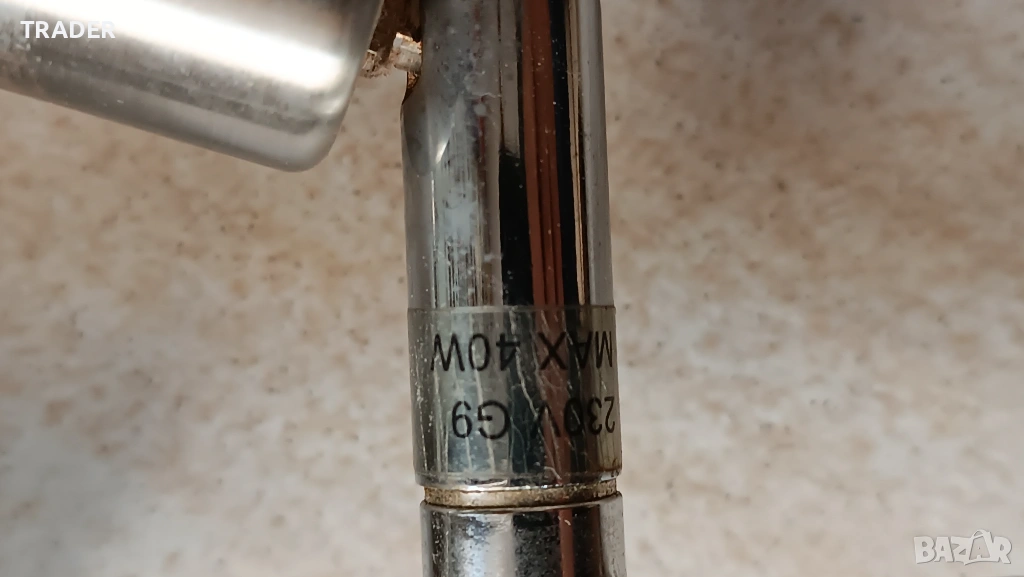 TRADER
230V G9
MAX 40W
BAZAR